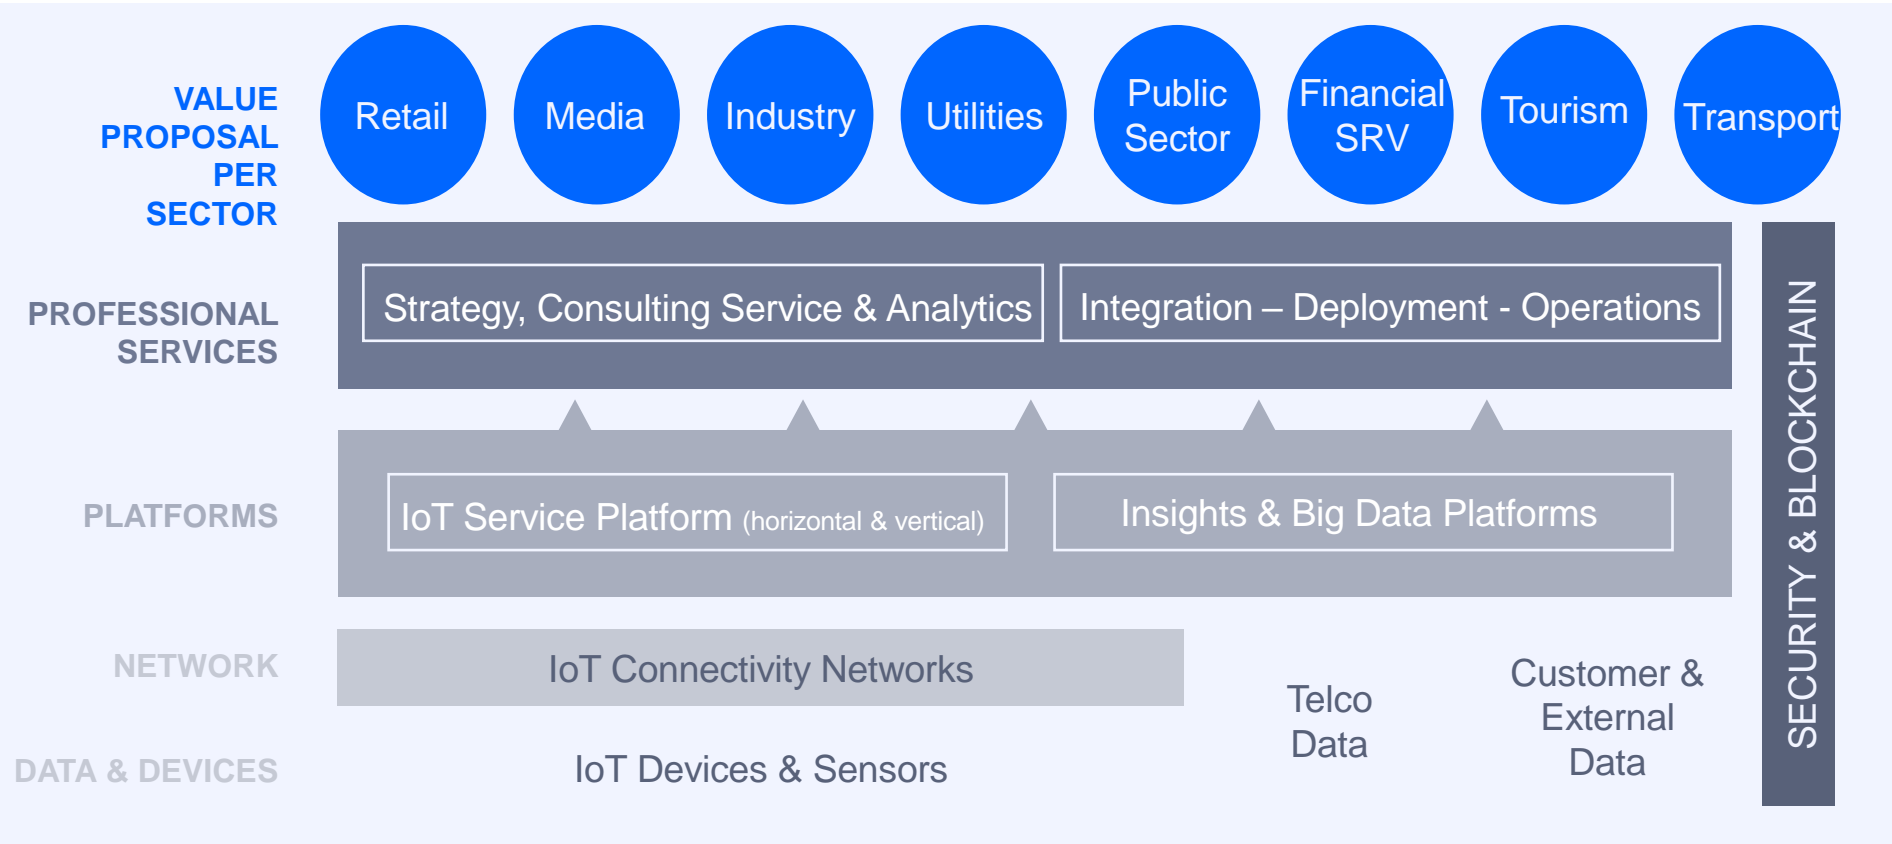 VALUE
PROPOSAL
PER
SECTOR
Retail
Media
Industry
Utilities
Public
Sector
Financial
SRV
Tourism
Transport
PROFESSIONAL
SERVICES
Strategy, Consulting Service & Analytics
Integration – Deployment - Operations
PLATFORMS
IoT Service Platform (horizontal & vertical)
Insights & Big Data Platforms
NETWORK
IoT Connectivity Networks
DATA & DEVICES
IoT Devices & Sensors
Telco
Data
Customer &
External
Data
SECURITY & BLOCKCHAIN